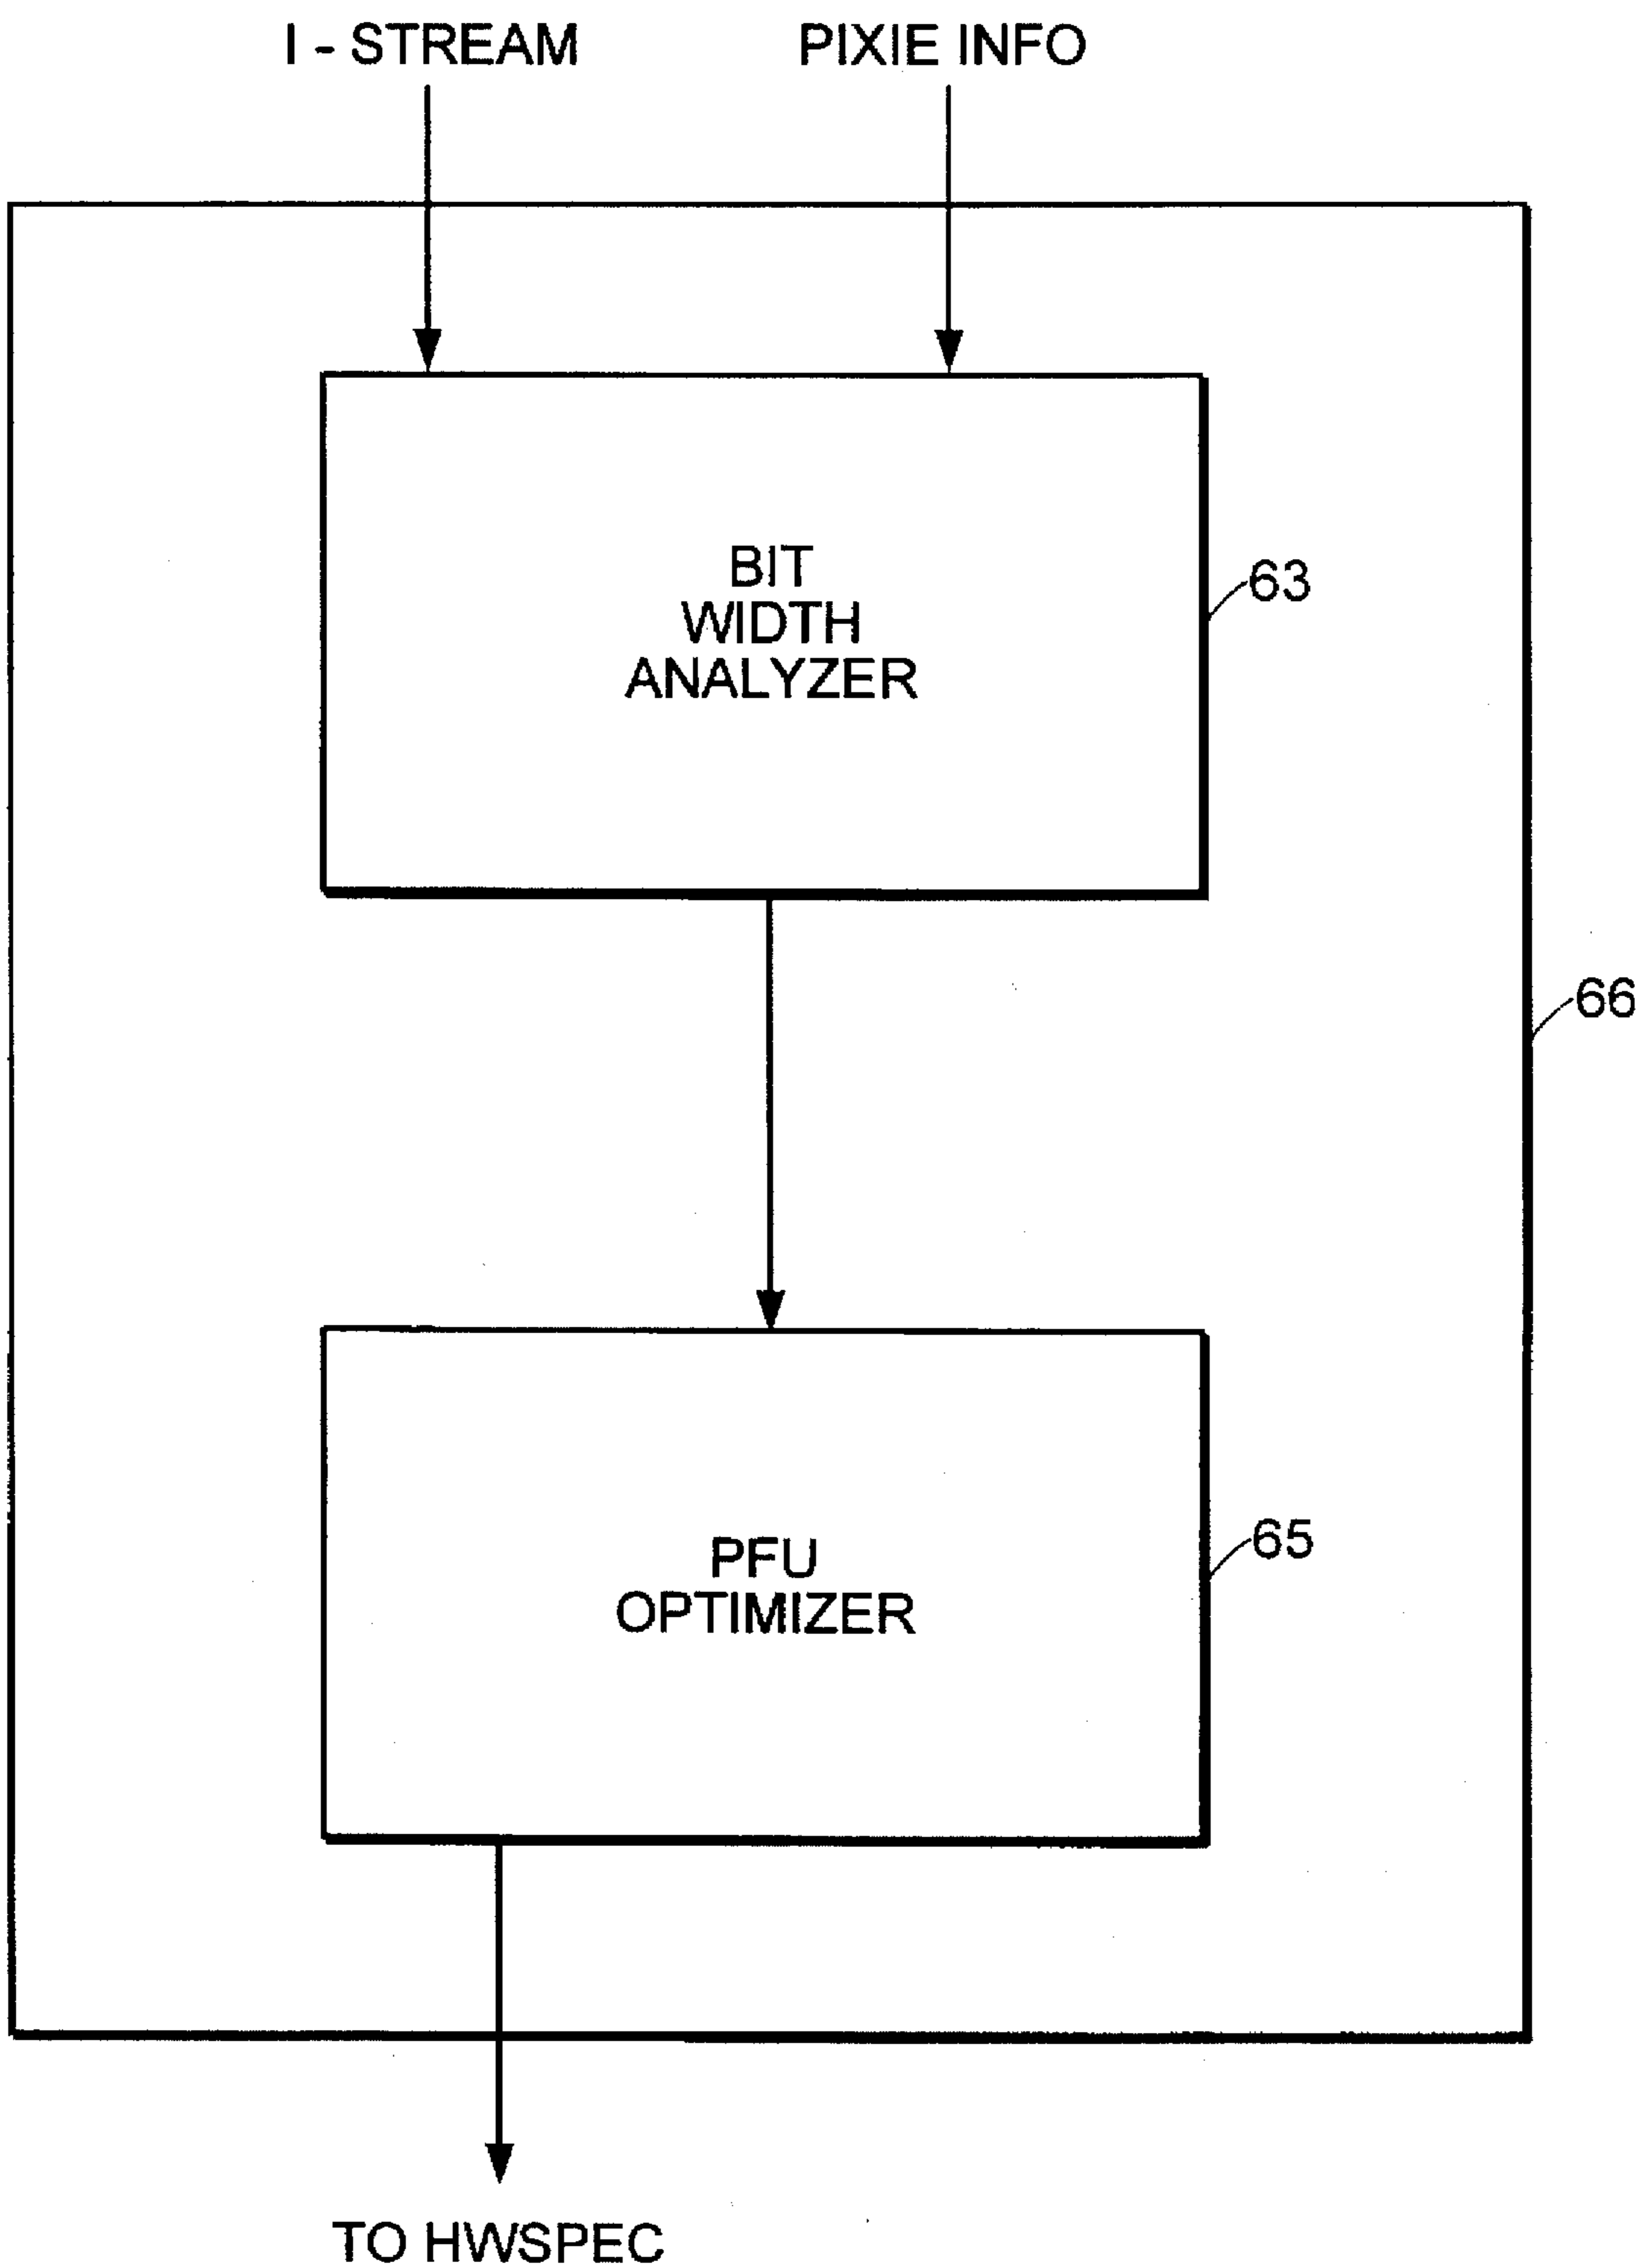 I - STREAM
PIXIE INFO
BIT
WIDTH
ANALYZER
63
66
PFU
OPTIMIZER
65
TO HWSPEC